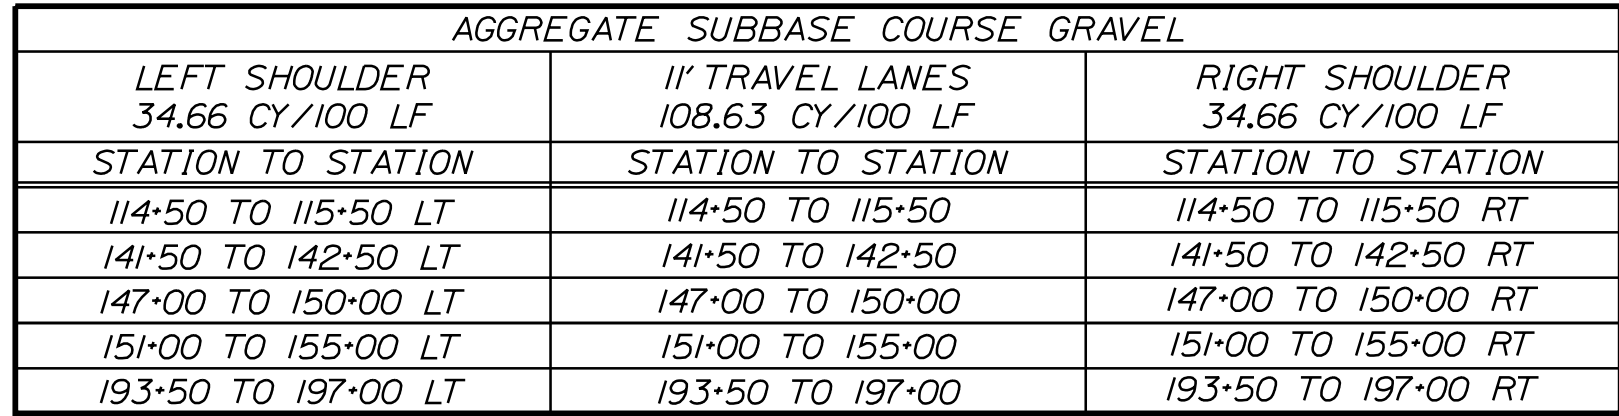 AGGREGATE SUBBASE COURSE GRAVEL
LEFT SHOULDER
34.66 CY/100 LF
11' TRAVEL LANES
108.63 CY/100 LF
RIGHT SHOULDER
34.66 CY/100 LF
STATION TO STATION STATION TO STATION STATION TO STATION
114+50 TO 115+50 LT 114+50 TO 115+50 114+50 TO 115+50 RT
141+50 TO 142+50 LT 141+50 TO 142+50 141+50 TO 142+50 RT
147+00 TO 150+00 LT 147+00 TO 150+00 147+00 TO 150+00 RT
151+00 TO 155+00 LT 151+00 TO 155+00 151+00 TO 155+00 RT
193+50 TO 197+00 LT 193+50 TO 197+00 193+50 TO 197+00 RT